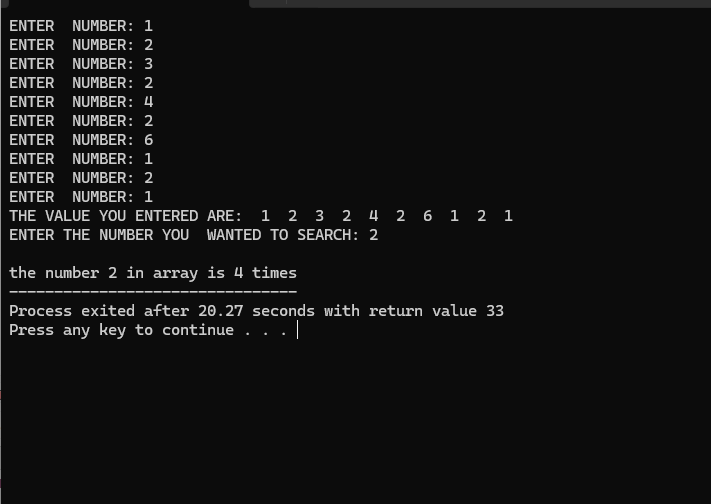 ENTER  NUMBER: 1
ENTER  NUMBER: 2
ENTER  NUMBER: 3
ENTER  NUMBER: 2
ENTER  NUMBER: 4
ENTER  NUMBER: 2
ENTER  NUMBER: 6
ENTER  NUMBER: 1
ENTER  NUMBER: 2
ENTER  NUMBER: 1
THE VALUE YOU ENTERED ARE:  1  2  3  2  4  2  6  1  2  1
ENTER THE NUMBER YOU  WANTED TO SEARCH: 2

the number 2 in array is 4 times
--------------------------------
Process exited after 20.27 seconds with return value 33
Press any key to continue . . .